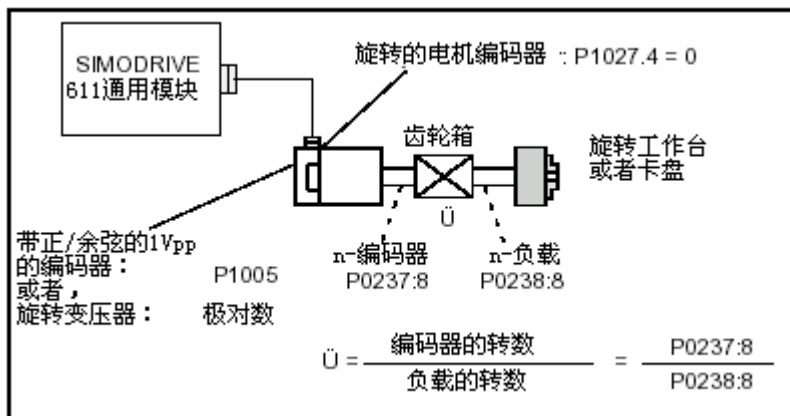 SIMODRIVE
611通用模块
旋转的电机编码器 : P1027.4 = 0
齿轮箱
旋转工作台
或者卡盘
Ü
带正/余弦的1Vpp
的编码器: P1005
或者,
旋转变压器: 极对数
n-编码器 n-负载
P0237:8 P0238:8
Ü = 编码器的转数 = P0237:8
负载的转数 P0238:8